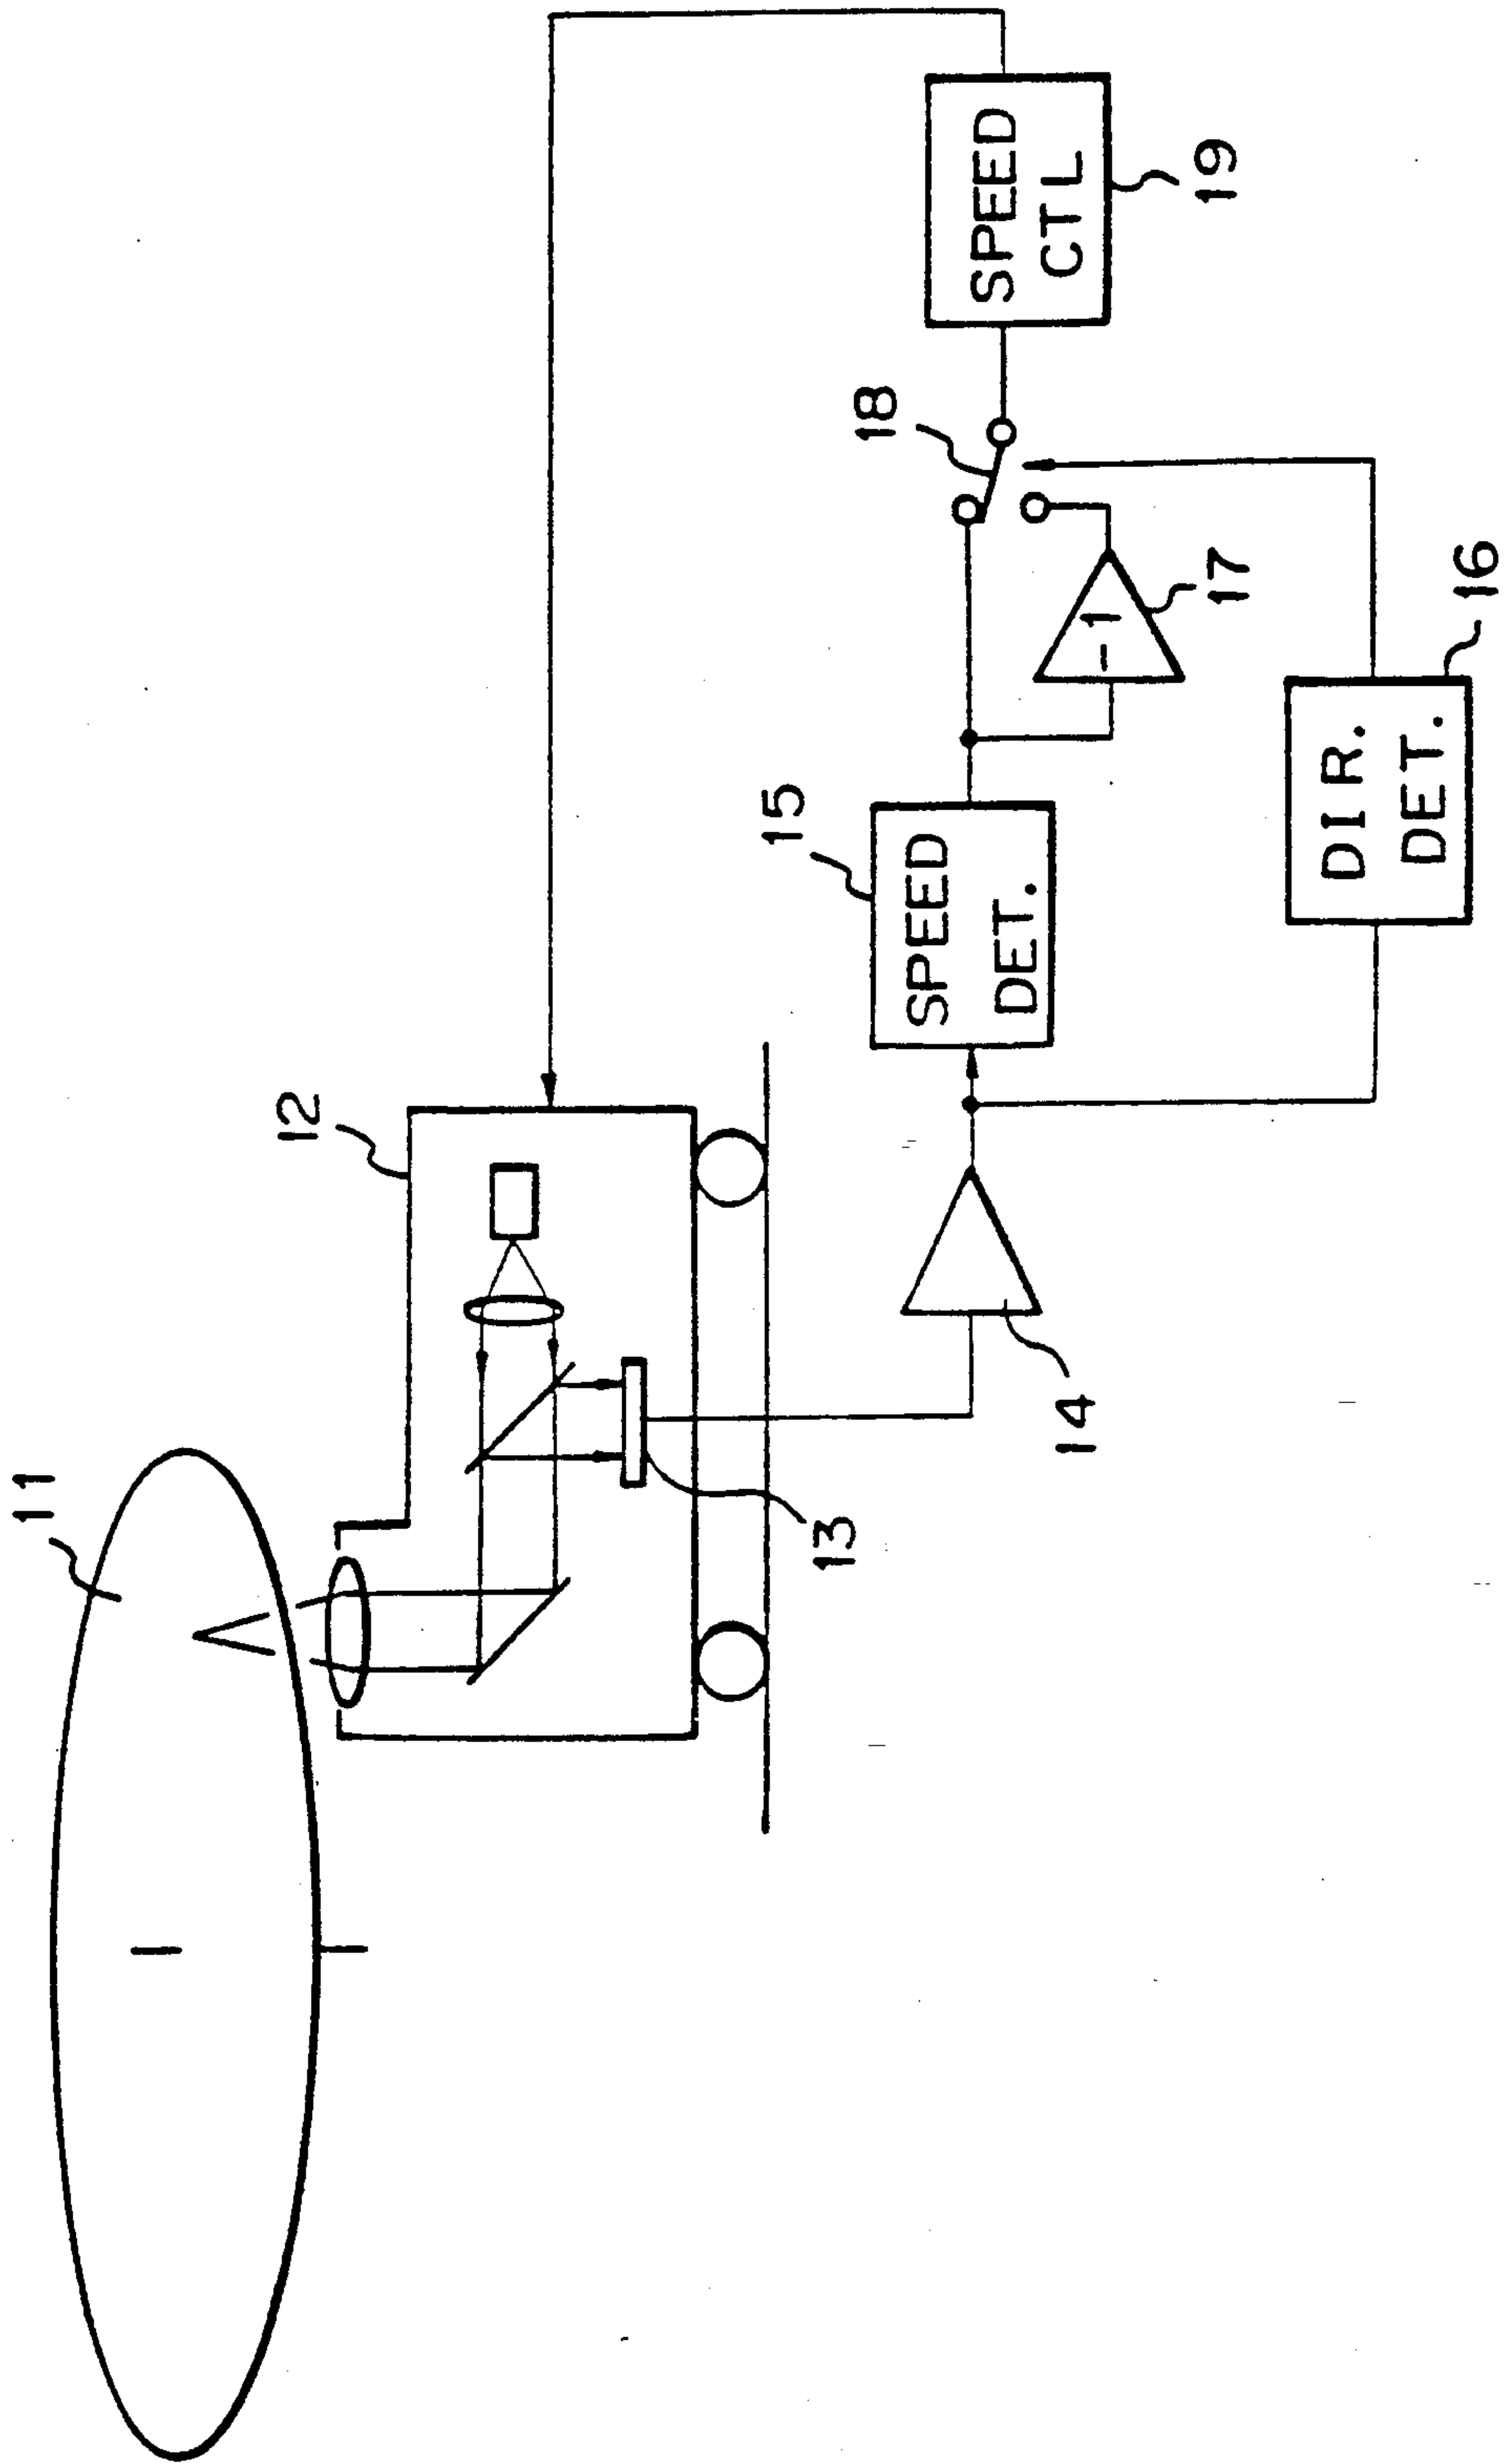 11
12
13
14
15
SPEED
DET.
16
DIR.
DET.
17
-1
18
SPEED
CTL
19